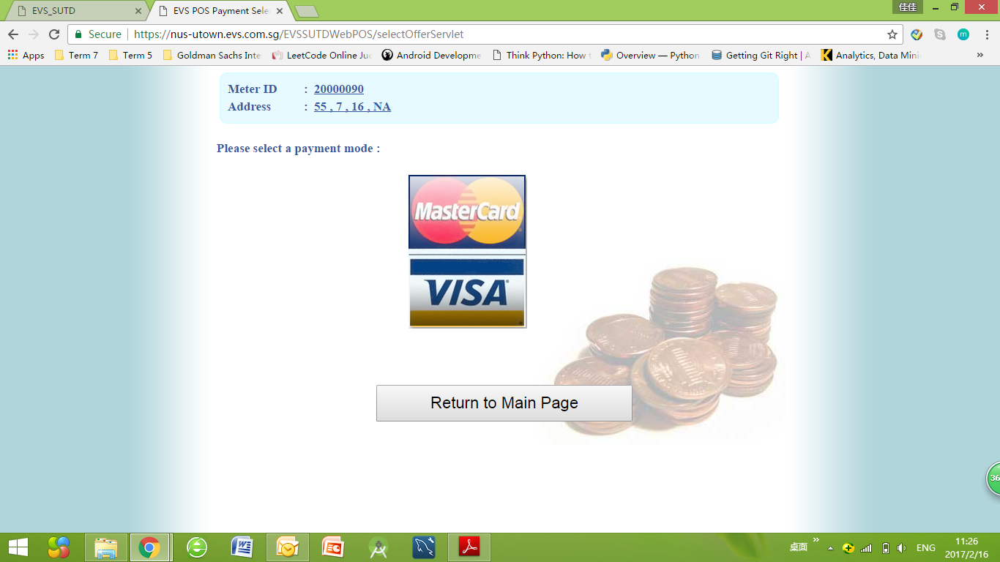 EVS_SUTD
EVS POS Payment Sele
佳佳
Secure
https://nus-utown.evs.com.sg/EVSSUTDWebPOS/selectOfferServlet
m
Apps
Term 7
Term 5
Goldman Sachs Inte
LeetCode Online Juc
Android Developme
Think Python: How t
Overview — Python
Getting Git Right | A
Analytics, Data Mini
»
Meter ID : 20000090
Address : 55 , 7 , 16 , NA
Please select a payment mode :
MasterCard
VISA
Return to Main Page
36
桌面 »
ENG
11:26
2017/2/16